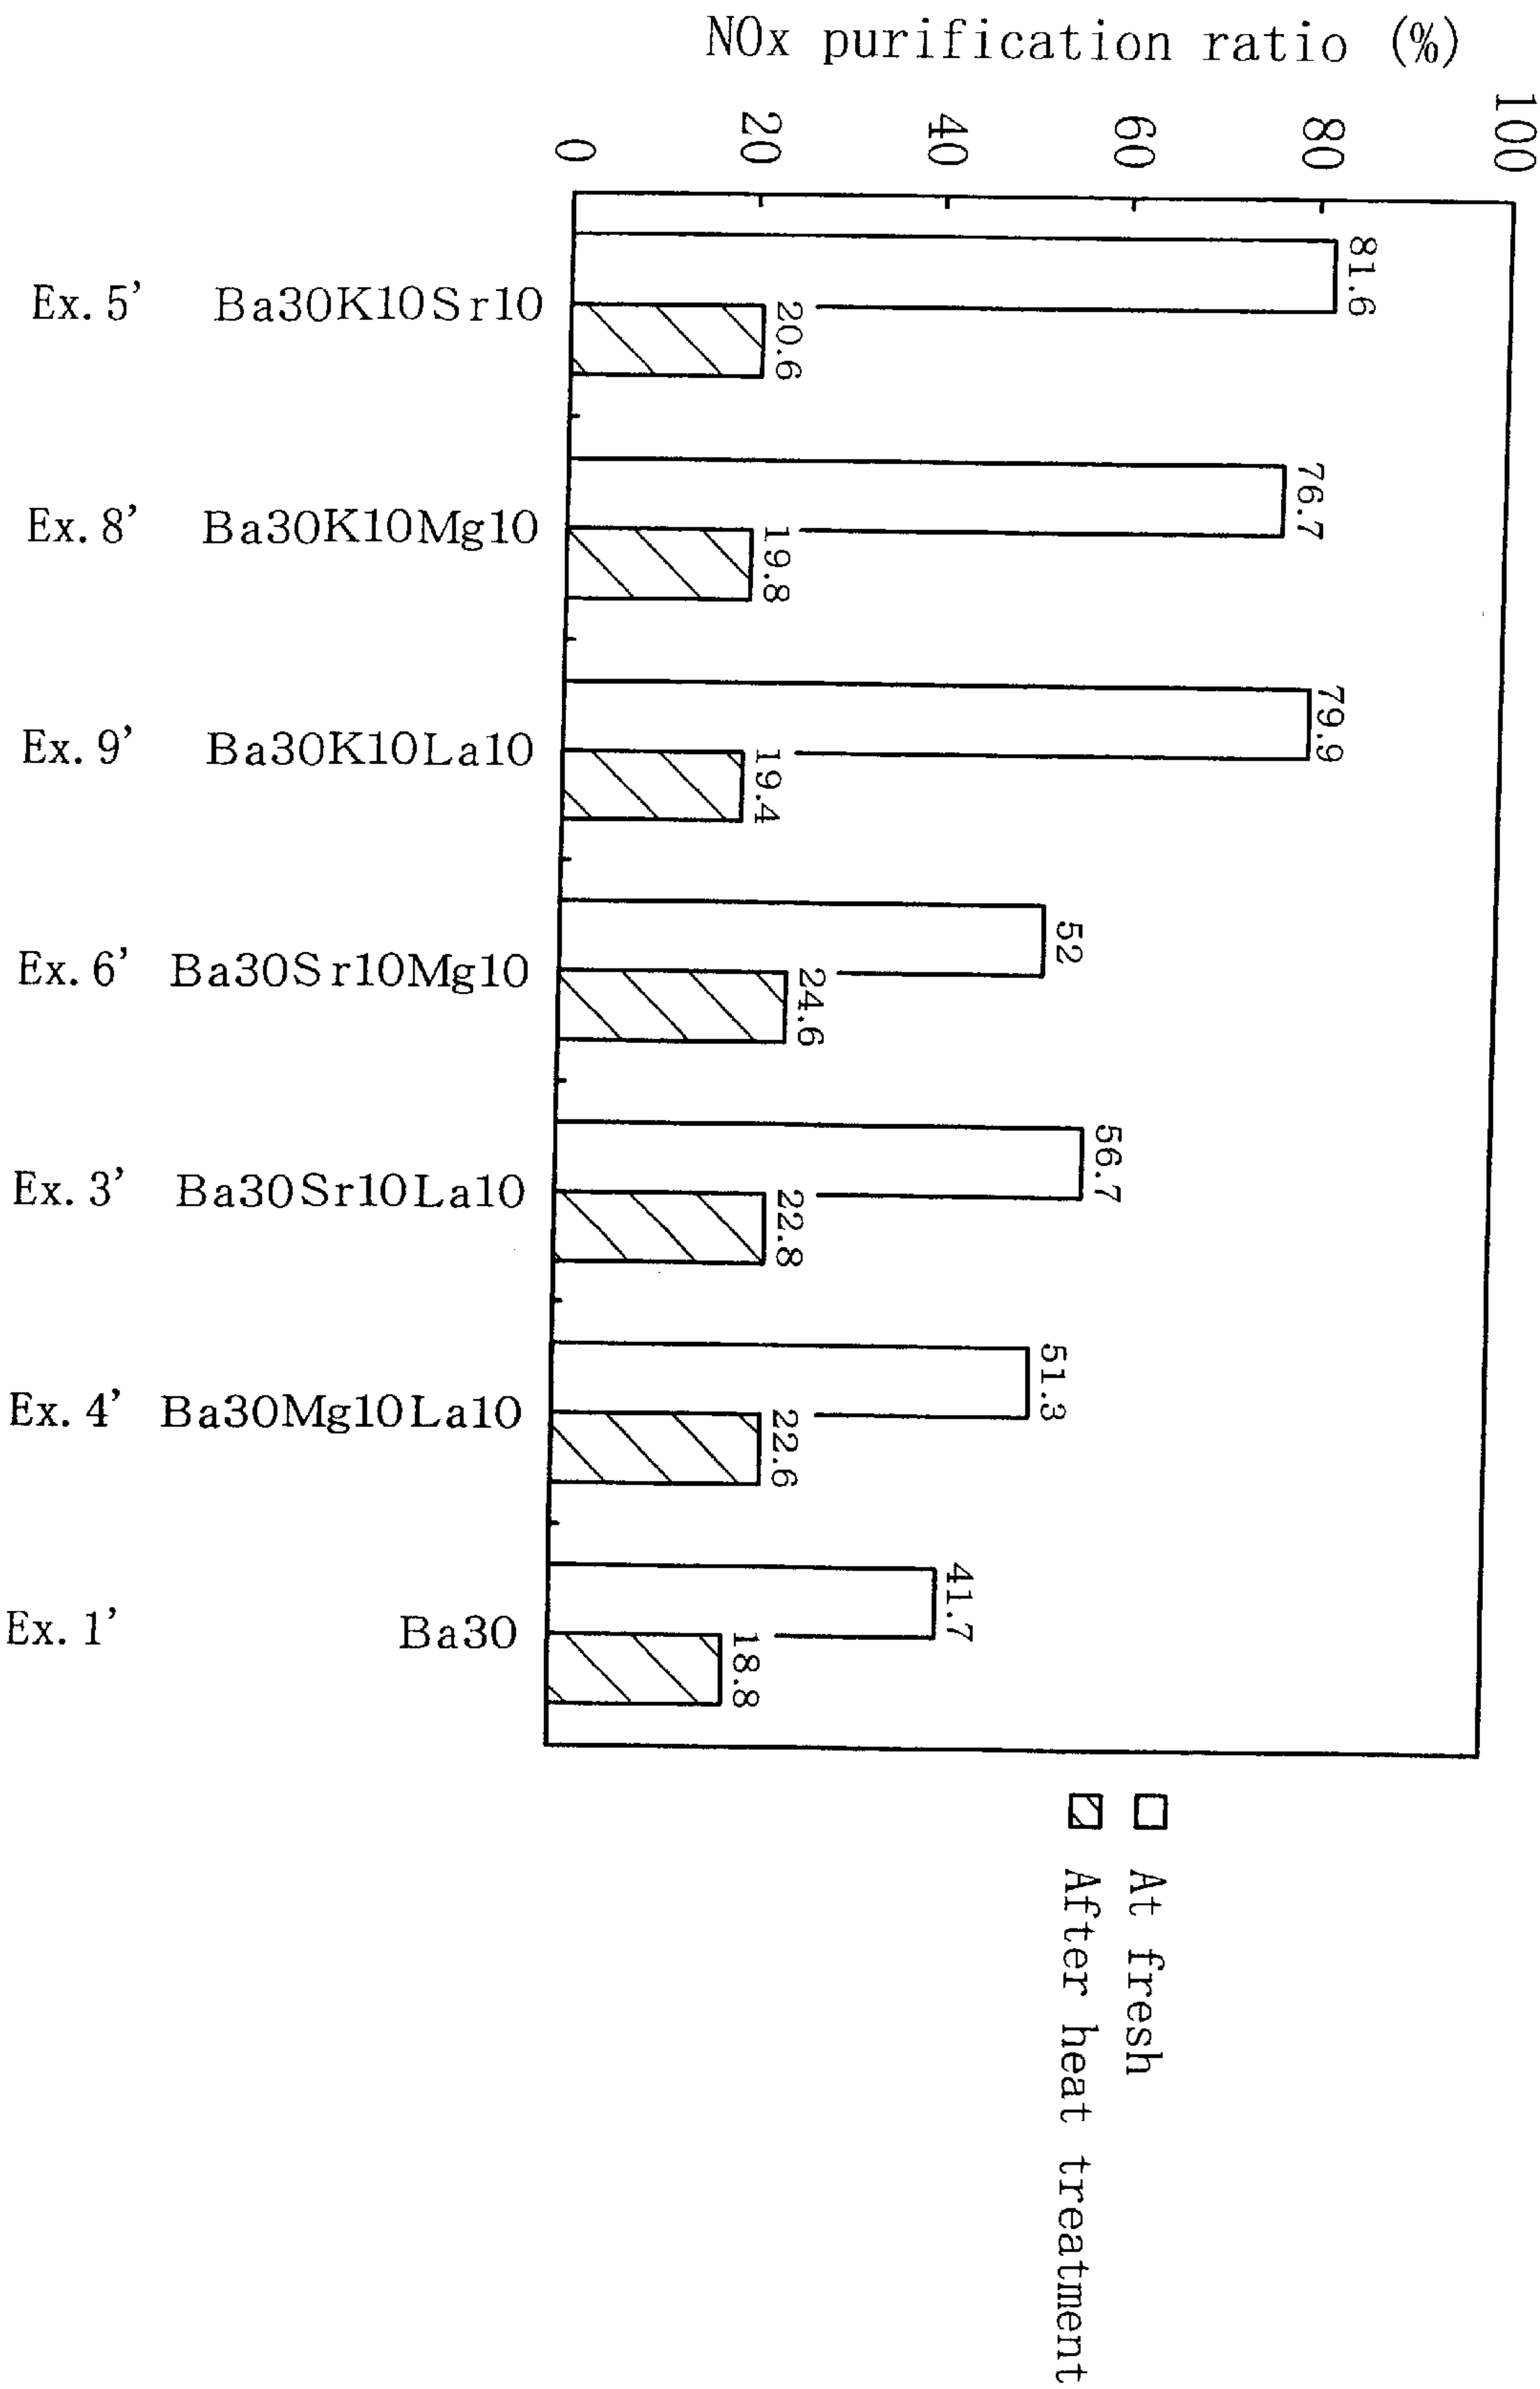 NOx purification ratio (%)
0
20
40
60
80
100
Ex. 5' Ba30K10Sr10
81.6
20.6
Ex. 8' Ba30K10Mg10
76.7
19.8
Ex. 9' Ba30K10La10
79.9
19.4
Ex. 6' Ba30Sr10Mg10
52
24.6
Ex. 3' Ba30Sr10La10
56.7
22.8
Ex. 4' Ba30Mg10La10
51.3
22.6
Ex. 1' Ba30
41.7
18.8
At fresh
After heat treatment